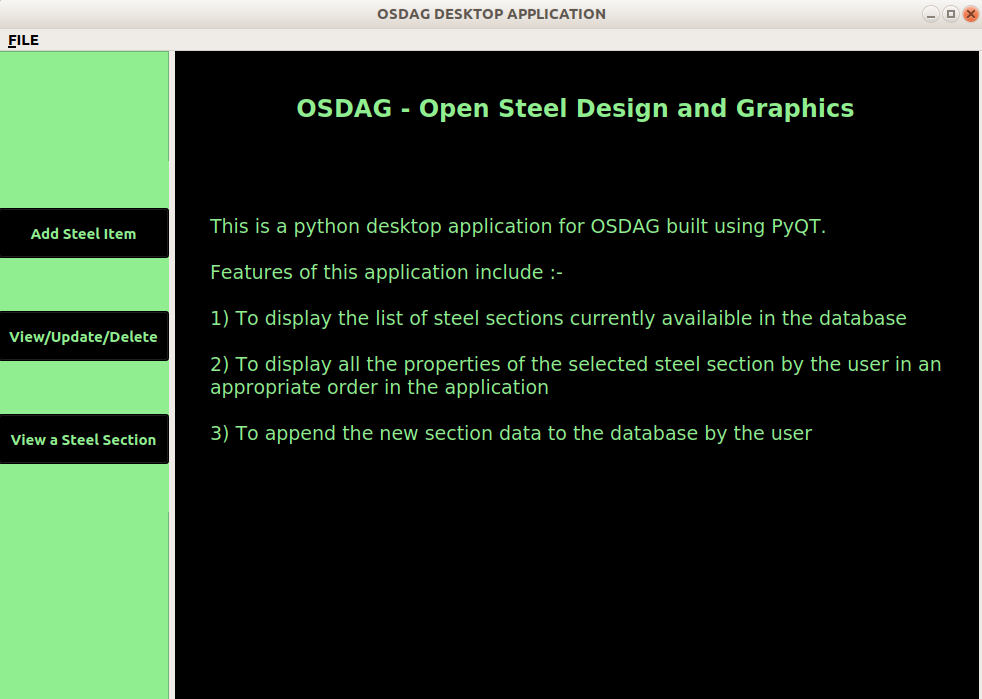 OSDAG DESKTOP APPLICATION
FILE
Add Steel Item
View/Update/Delete
View a Steel Section
OSDAG - Open Steel Design and Graphics
This is a python desktop application for OSDAG built using PyQT.
Features of this application include :-
1) To display the list of steel sections currently availaible in the database
2) To display all the properties of the selected steel section by the user in an
appropriate order in the application
3) To append the new section data to the database by the user